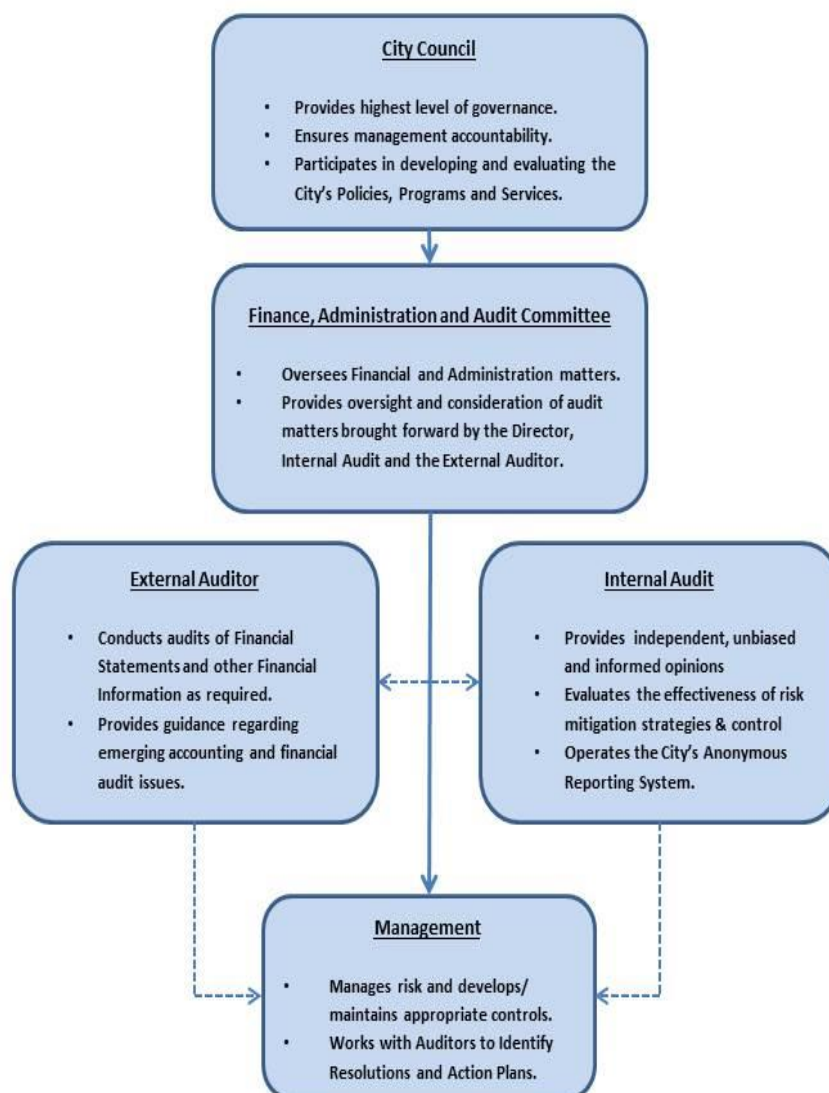 City Council
• Provides highest level of governance.
• Ensures management accountability.
• Participates in developing and evaluating the
City's Policies, Programs and Services.
Finance, Administration and Audit Committee
• Oversees Financial and Administration matters.
• Provides oversight and consideration of audit
matters brought forward by the Director,
Internal Audit and the External Auditor.
External Auditor
• Conducts audits of Financial
Statements and other Financial
Information as required.
• Provides guidance regarding
emerging accounting and financial
audit issues.
Internal Audit
• Provides independent, unbiased
and informed opinions
• Evaluates the effectiveness of risk
mitigation strategies & control
• Operates the City's Anonymous
Reporting System.
Management
• Manages risk and develops/
maintains appropriate controls.
• Works with Auditors to Identify
Resolutions and Action Plans.